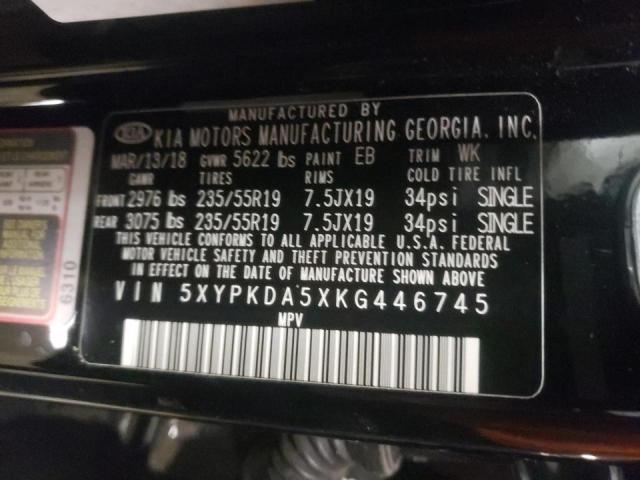 MANUFACTURED BY
KIA KIA MOTORS MANUFACTURING GEORGIA, INC.
MAR/13/18 GVWR 5622 lbs PAINT EB TRIM WK
GAWR TIRES RIMS COLD TIRE INFL
FRONT 2976 lbs 235/55R19 7.5JX19 34psi SINGLE
REAR 3075 lbs 235/55R19 7.5JX19 34psi SINGLE
THIS VEHICLE CONFORMS TO ALL APPLICABLE U.S.A. FEDERAL
MOTOR VEHICLE SAFETY AND THEFT PREVENTION STANDARDS
IN EFFECT ON THE DATE OF MANUFACTURE SHOWN ABOVE
VIN 5XYPKDA5XKG446745
MPV
6310